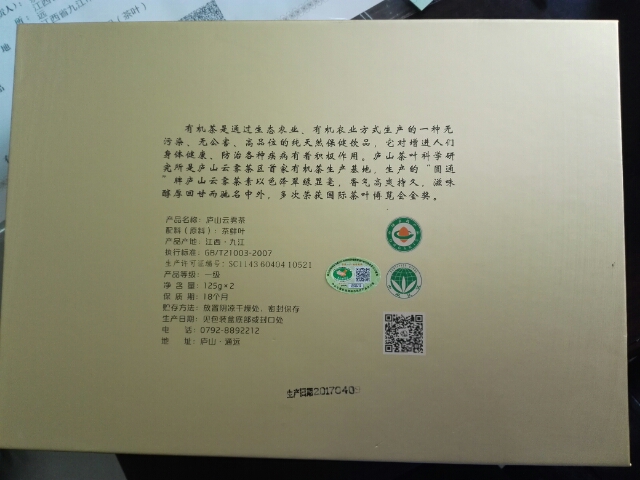 江西省九江
(茶叶)
有机茶是通过生态农业、有机农业方式生产的一种无
污染、无公害、高品位的纯天然保健饮品，它对增进人们
身体健康、防治各种疾病有着积极作用。庐山茶叶科学研
究所是庐山云雾茶区首家有机茶生产基地，生产的“圆通
”牌庐山云雾茶素以色泽翠绿显毫，香气高爽持久，滋味
醇厚回甘而驰名中外，多次荣获国际茶叶博览会金奖。
产品名称：庐山云雾茶
配料（原料）：茶鲜叶
产品产地：江西·九江
执行标准：GB/T21003-2007
生产许可证编号：SC11436040410521
产品等级：一级
净 含 量：125g×2
保 质 期：18个月
贮存方法：放置阴凉干燥处，密封保存
生产日期：见包装盒底部或封口处
电 话：0792-8892212
地 址：庐山·通远
生产日期2017040